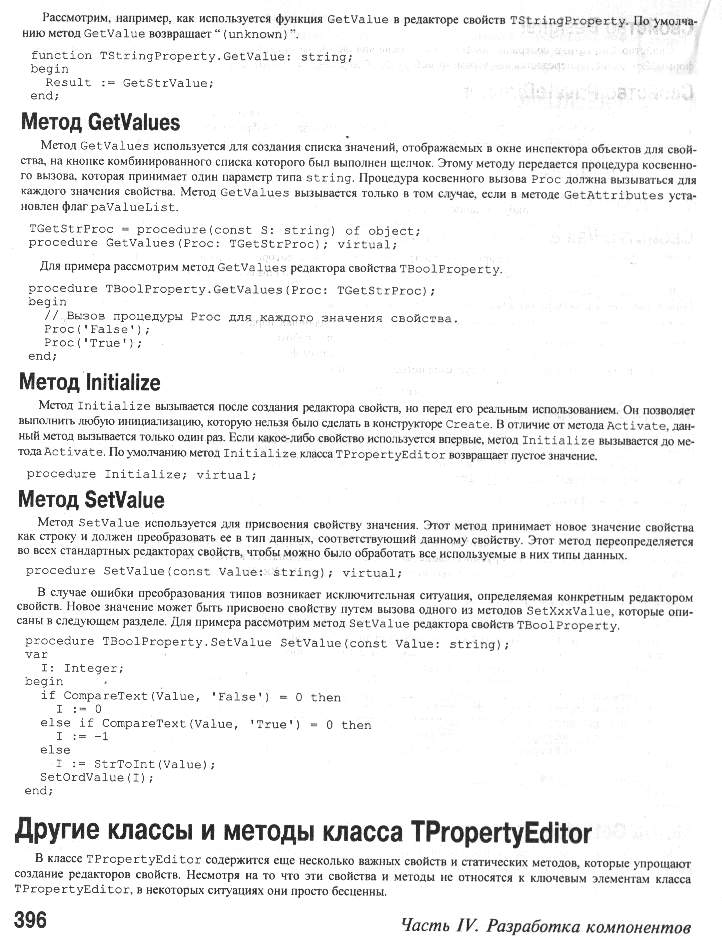 Рассмотрим, например, как используется функция GetValue в редакторе свойств TStringProperty. По умолча-
нию метод GetValue возвращает "(unknown)".
function TStringProperty.GetValue: string;
begin
Result := GetStrValue;
end;
Метод GetValues
Метод GetValues используется для создания списка значений, отображаемых в окне инспектора объектов для свой-
ства, на кнопке комбинированного списка которого был выполнен щелчок. Этому методу передается процедура косвенно-
го вызова, которая принимает один параметр типа string. Процедура косвенного вызова Proc должна вызываться для
каждого значения свойства. Метод GetValues вызывается только в том случае, если в методе GetAttributes уста-
новлен флаг paValueList.
TGetStrProc = procedure(const S: string) of object;
procedure GetValues(Proc: TGetStrProc); virtual;
Для примера рассмотрим метод GetValues редактора свойства TBoolProperty.
procedure TBoolProperty.GetValues(Proc: TGetStrProc);
begin
// Вызов процедуры Proc для каждого значения свойства.
Proc('False');
Proc('True');
end;
Метод Initialize
Метод Initialize вызывается после создания редактора свойств, но перед его реальным использованием. Он позволяет
выполнить любую инициализацию, которую нельзя было сделать в конструкторе Create. В отличие от метода Activate, дан-
ный метод вызывается только один раз. Если какое-либо свойство используется впервые, метод Initialize вызывается до ме-
тода Activate. По умолчанию метод Initialize класса TPropertyEditor возвращает пустое значение.
procedure Initialize; virtual;
Метод SetValue
Метод SetValue используется для присвоения свойству значения. Этот метод принимает новое значение свойства
как строку и должен преобразовать ее в тип данных, соответствующий данному свойству. Этот метод переопределяется
во всех стандартных редакторах свойств, чтобы можно было обработать все используемые в них типы данных.
procedure SetValue(const Value: string); virtual;
В случае ошибки преобразования типов возникает исключительная ситуация, определяемая конкретным редактором
свойств. Новое значение может быть присвоено свойству путем вызова одного из методов SetXxxValue, которые опи-
саны в следующем разделе. Для примера рассмотрим метод SetValue редактора свойств TBoolProperty.
procedure TBoolProperty.SetValue SetValue(const Value: string);
var
I: Integer;
begin
if CompareText(Value, 'False') = 0 then
I := 0
else if CompareText(Value, 'True') = 0 then
I := -1
else
I := StrToInt(Value);
SetOrdValue(I);
end;
Другие классы и методы класса TPropertyEditor
В классе TPropertyEditor содержится еще несколько важных свойств и статических методов, которые упрощают
создание редакторов свойств. Несмотря на то что эти свойства и методы не относятся к ключевым элементам класса
TPropertyEditor, в некоторых ситуациях они просто бесценны.
396
Часть IV. Разработка компонентов